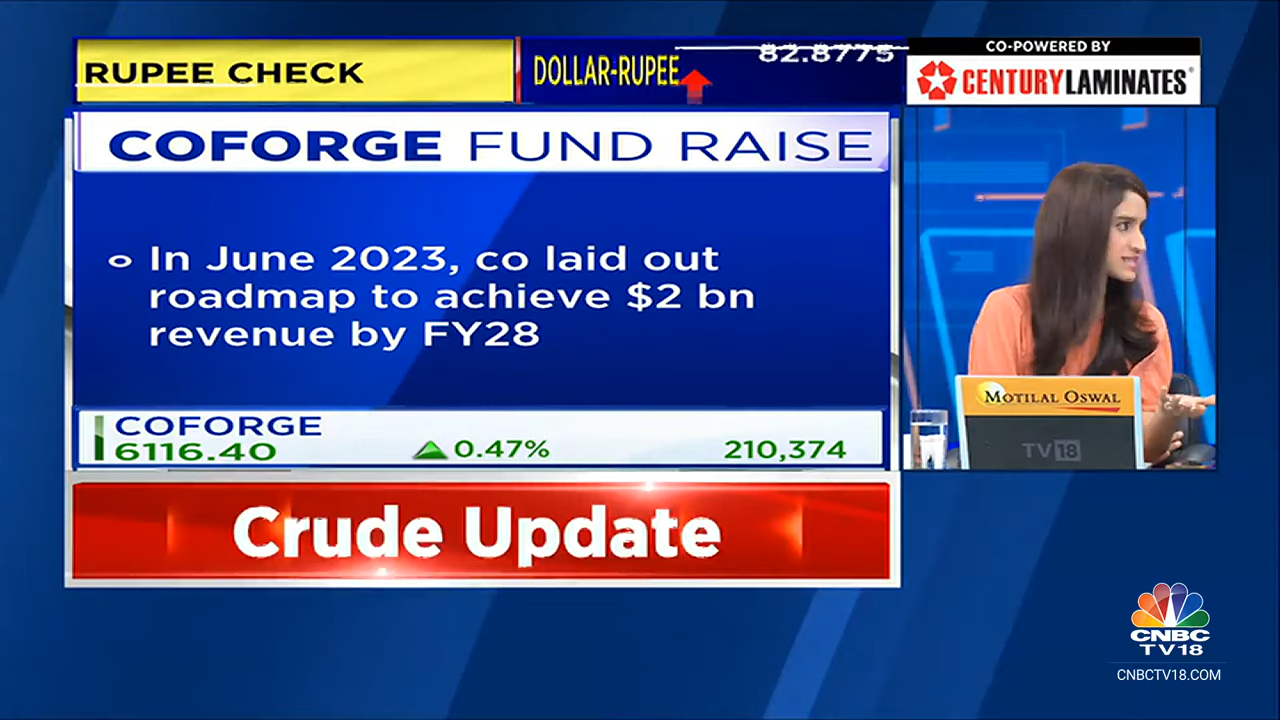 RUPEE CHECK
DOLLAR-RUPEE
82.8775
CO-POWERED BY
CENTURYLAMINATES®
COFORGE FUND RAISE
In June 2023, co laid out
roadmap to achieve $2 bn
revenue by FY28
COFORGE
6116.40 0.47% 210,374
MOTILAL OSWAL
TV18
Crude Update
CNBC
TV18
CNBCTV18.COM